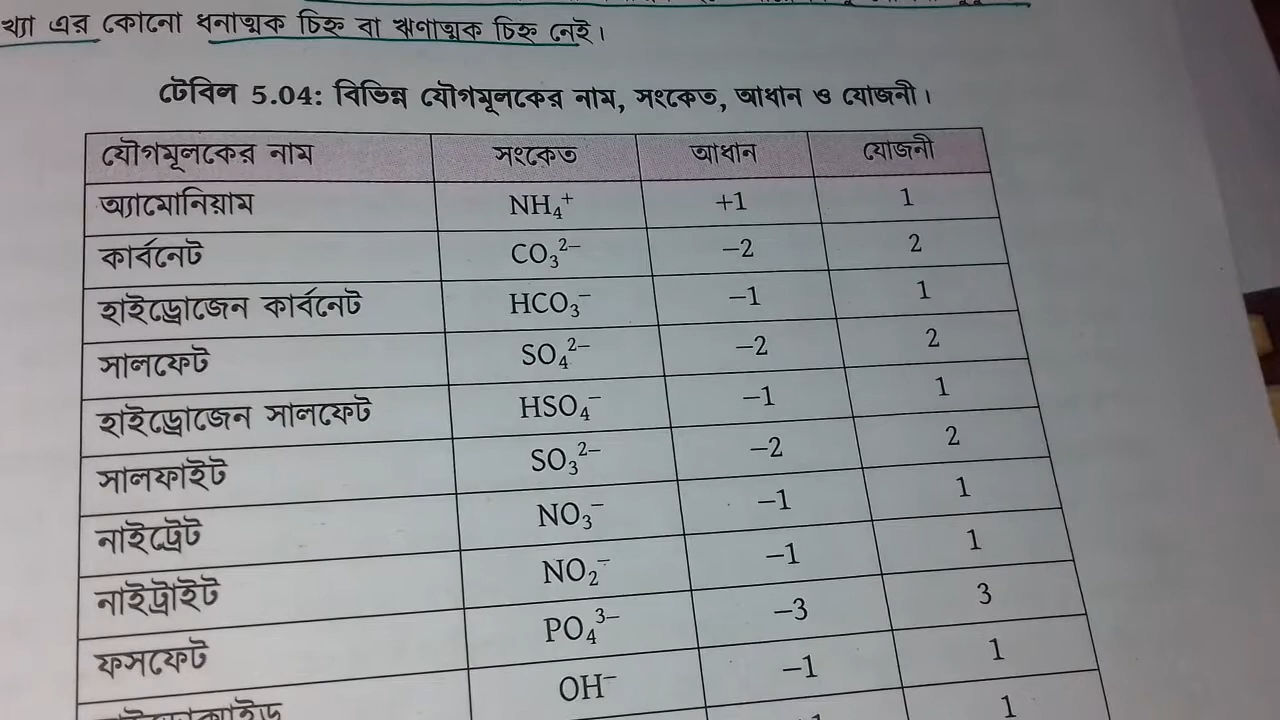 খ্যা এর কোনো ধনাত্মক চিহ্ন বা ঋণাত্মক চিহ্ন নেই।
টেবিল 5.04: বিভিন্ন যৌগমূলকের নাম, সংকেত, আধান ও যোজনী।
যৌগমূলকের নাম সংকেত আধান যোজনী
অ্যামোনিয়াম NH₄⁺ +1 1
কার্বনেট CO₃²⁻ −2 2
হাইড্রোজেন কার্বনেট HCO₃⁻ −1 1
সালফেট SO₄²⁻ −2 2
হাইড্রোজেন সালফেট HSO₄⁻ −1 1
সালফাইট SO₃²⁻ −2 2
নাইট্রেট NO₃⁻ −1 1
নাইট্রাইট NO₂⁻ −1 1
ফসফেট PO₄³⁻ −3 3
OH⁻ −1 1
1